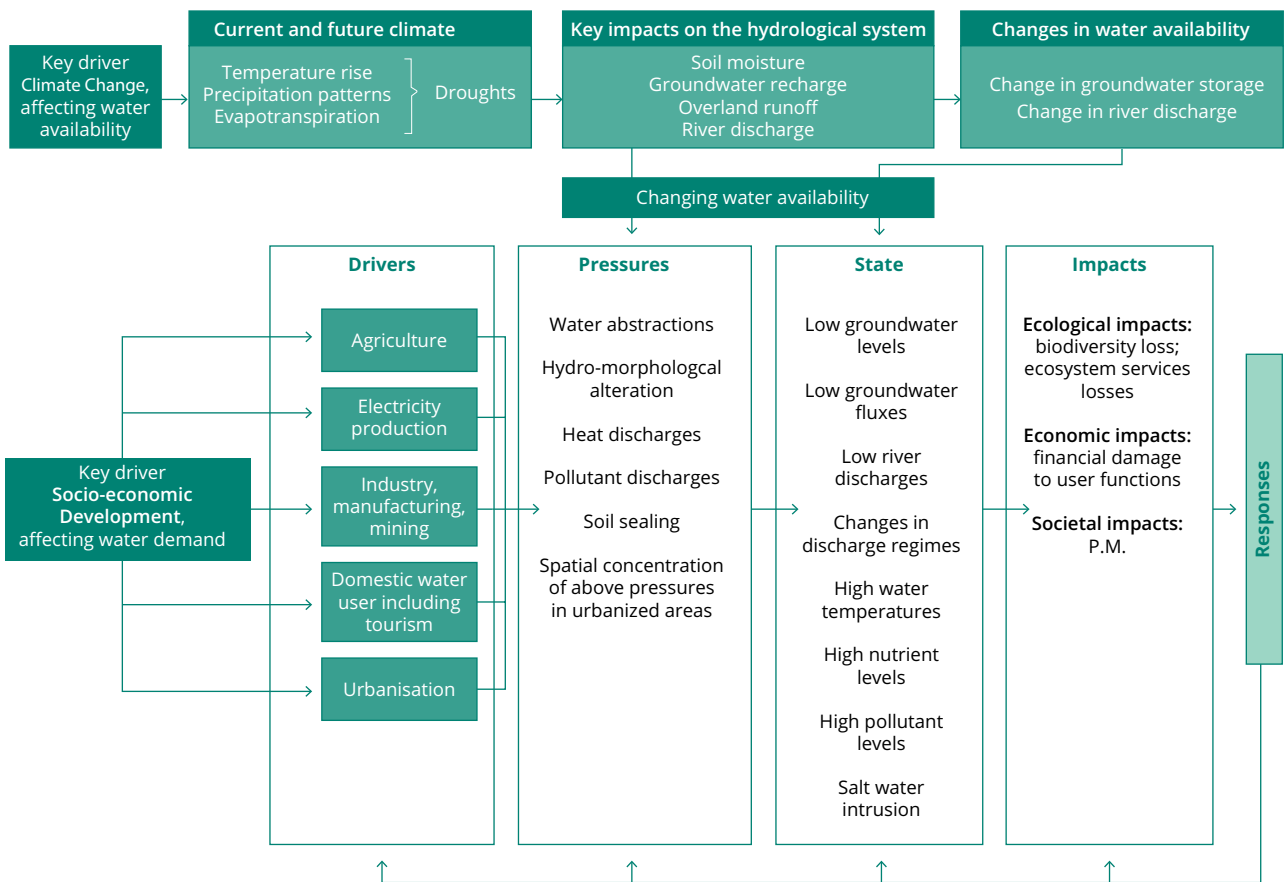 Key driver
Climate Change,
affecting water
availability
Current and future climate
Temperature rise
Precipitation patterns
Evapotranspiration
Droughts
Key impacts on the hydrological system
Soil moisture
Groundwater recharge
Overland runoff
River discharge
Changes in water availability
Change in groundwater storage
Change in river discharge
Changing water availability
Key driver
Socio-economic
Development,
affecting water demand
Drivers
Agriculture
Electricity
production
Industry,
manufacturing,
mining
Domestic water
user including
tourism
Urbanisation
Pressures
Water abstractions
Hydro-morphologcal
alteration
Heat discharges
Pollutant discharges
Soil sealing
Spatial concentration
of above pressures
in urbanized areas
State
Low groundwater
levels
Low groundwater
fluxes
Low river
discharges
Changes in
discharge regimes
High water
temperatures
High nutrient
levels
High pollutant
levels
Salt water
intrusion
Impacts
Ecological impacts:
biodiversity loss;
ecosystem services
losses
Economic impacts:
financial damage
to user functions
Societal impacts:
P.M.
Responses